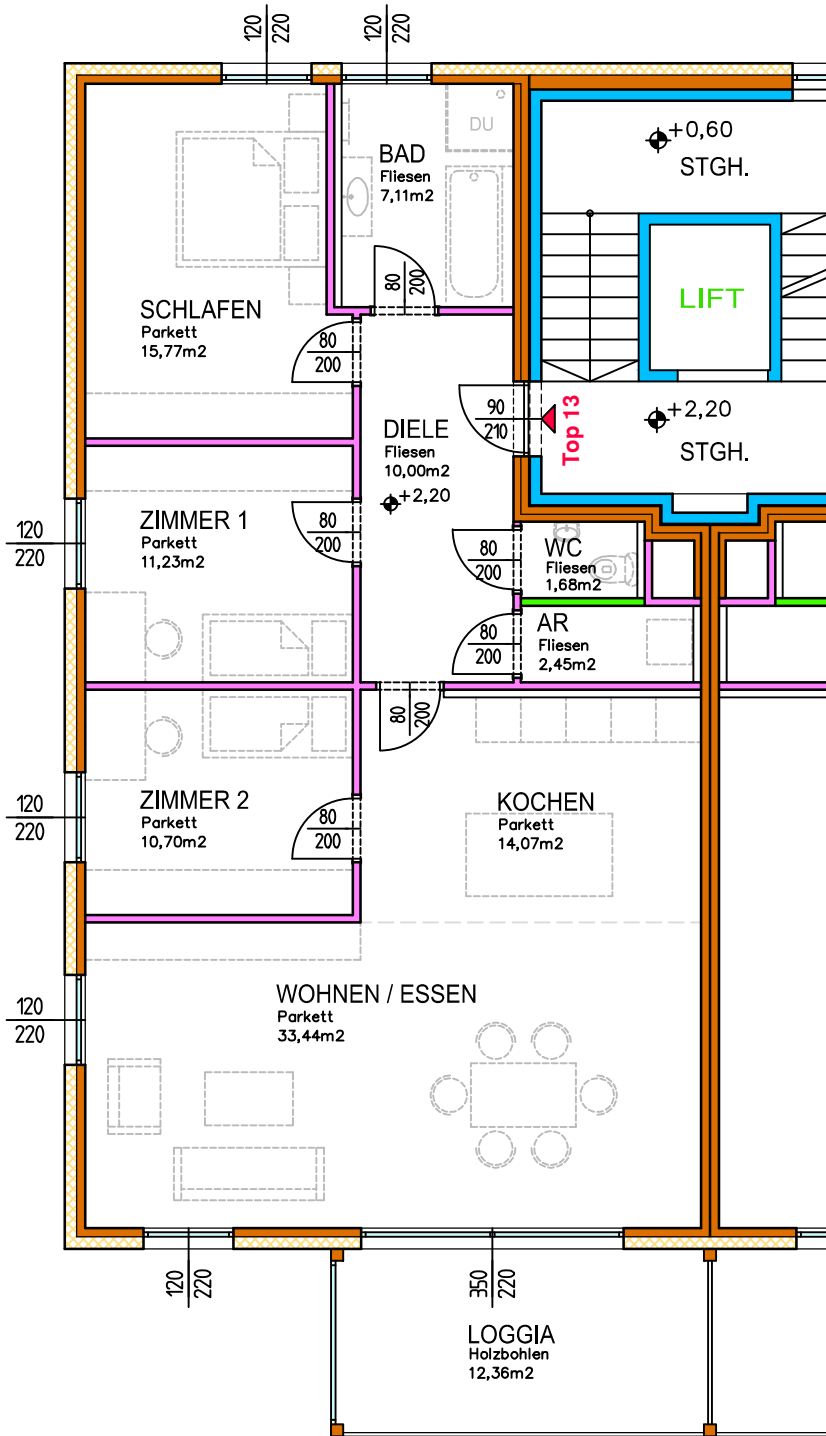 120
220
120
220
DU
BAD
Fliesen
7,11m2
+0,60
STGH.
80
200
LIFT
SCHLAFEN
Parkett
15,77m2
80
200
90
210
Top 13
+2,20
STGH.
DIELE
Fliesen
10,00m2
+2,20
120
220
ZIMMER 1
Parkett
11,23m2
80
200
80
200
WC
Fliesen
1,68m2
80
200
AR
Fliesen
2,45m2
80
200
120
220
ZIMMER 2
Parkett
10,70m2
80
200
KOCHEN
Parkett
14,07m2
120
220
WOHNEN / ESSEN
Parkett
33,44m2
120
220
350
220
LOGGIA
Holzbohlen
12,36m2